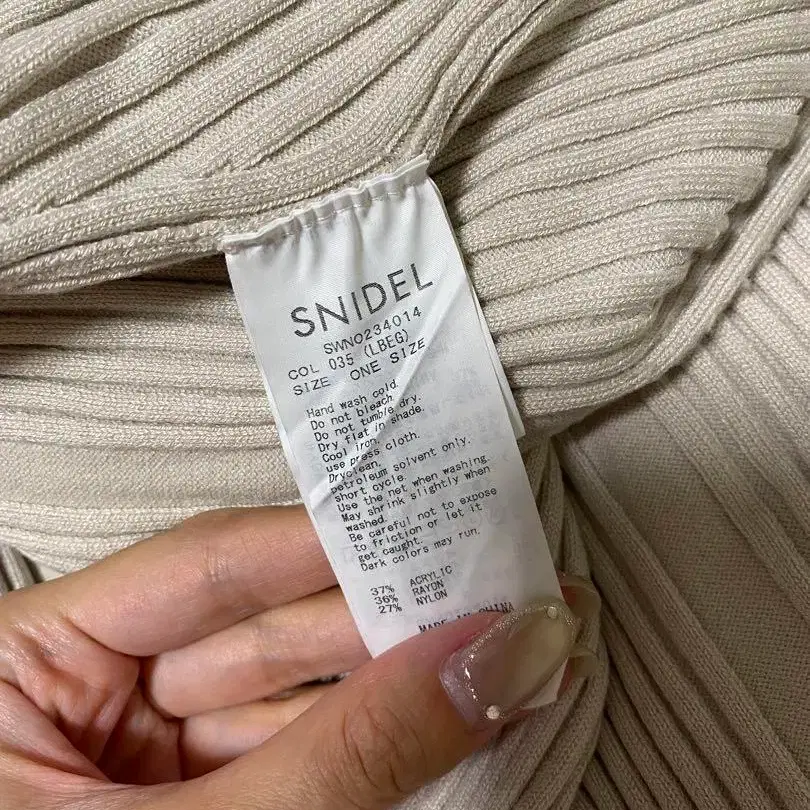 SNIDEL
SWNO234014
COL 035 (LBEG)
SIZE ONE SIZE
Hand wash cold.
Do not bleach.
Do not tumble dry.
Dry flat in shade.
Cool iron.
use press cloth.
Dryclean,
petroleum solvent only.
short cycle.
Use the net when washing.
May shrink slightly when
washed.
Be careful not to expose
to friction or let it
get caught.
Dark colors may run.
37% ACRYLIC
36% RAYON
27% NYLON
MADE IN CHINA